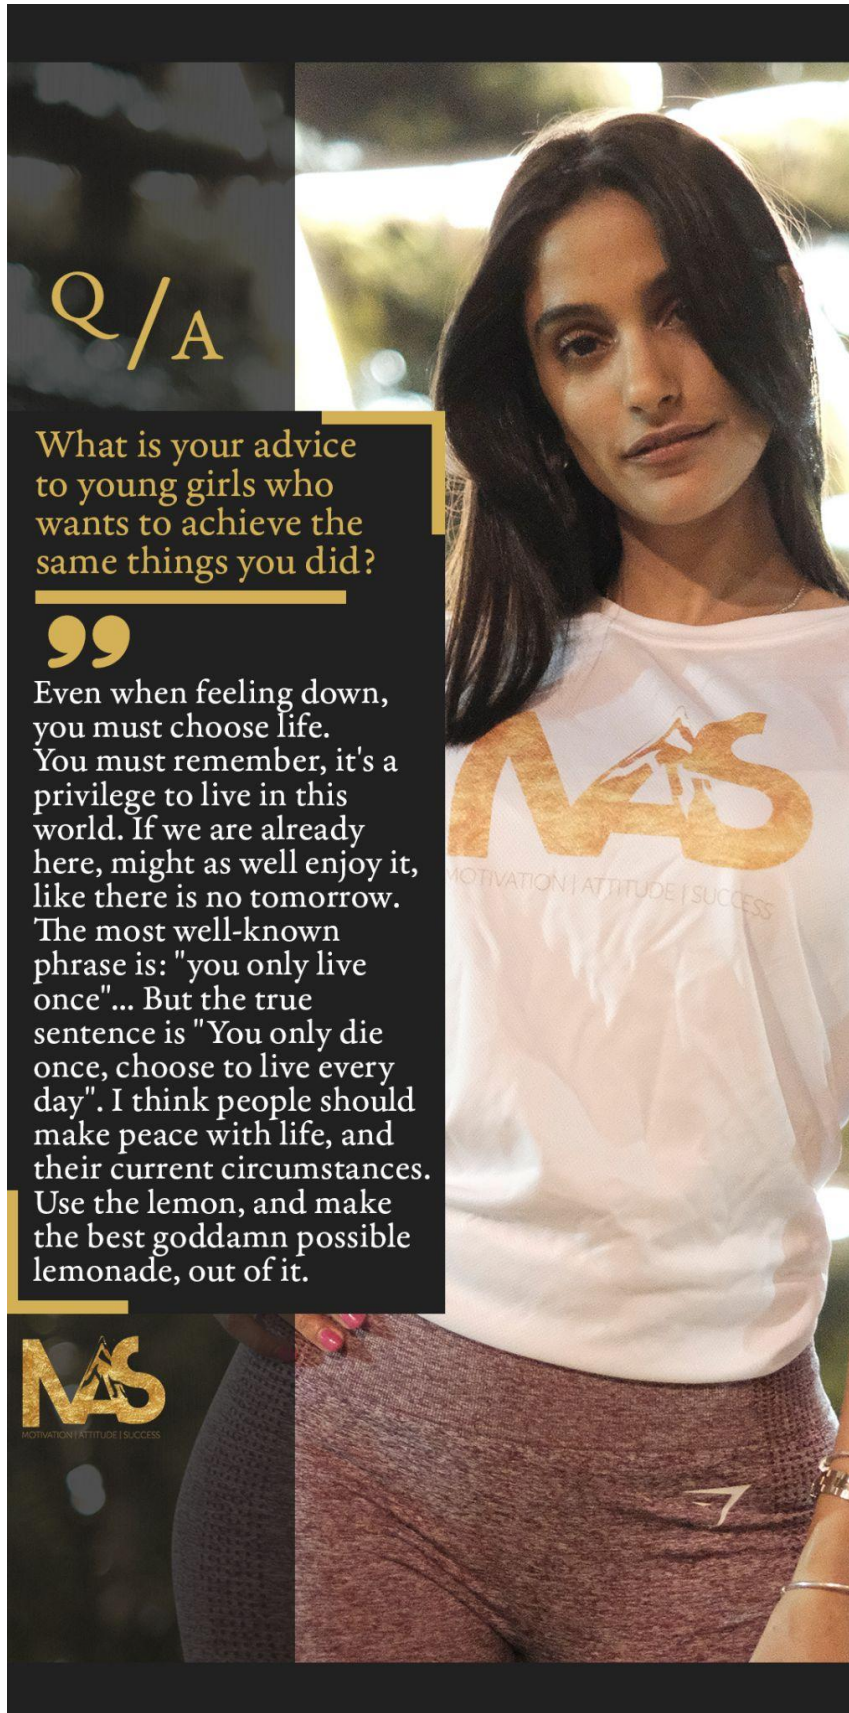 Q/A
What is your advice
to young girls who
wants to achieve the
same things you did?
”
Even when feeling down,
you must choose life.
You must remember, it's a
privilege to live in this
world. If we are already
here, might as well enjoy it,
like there is no tomorrow.
The most well-known
phrase is: "you only live
once"... But the true
sentence is "You only die
once, choose to live every
day". I think people should
make peace with life, and
their current circumstances.
Use the lemon, and make
the best goddamn possible
lemonade, out of it.
MAS
MOTIVATION | ATTITUDE | SUCCESS
MAS
MOTIVATION | ATTITUDE | SUCCESS